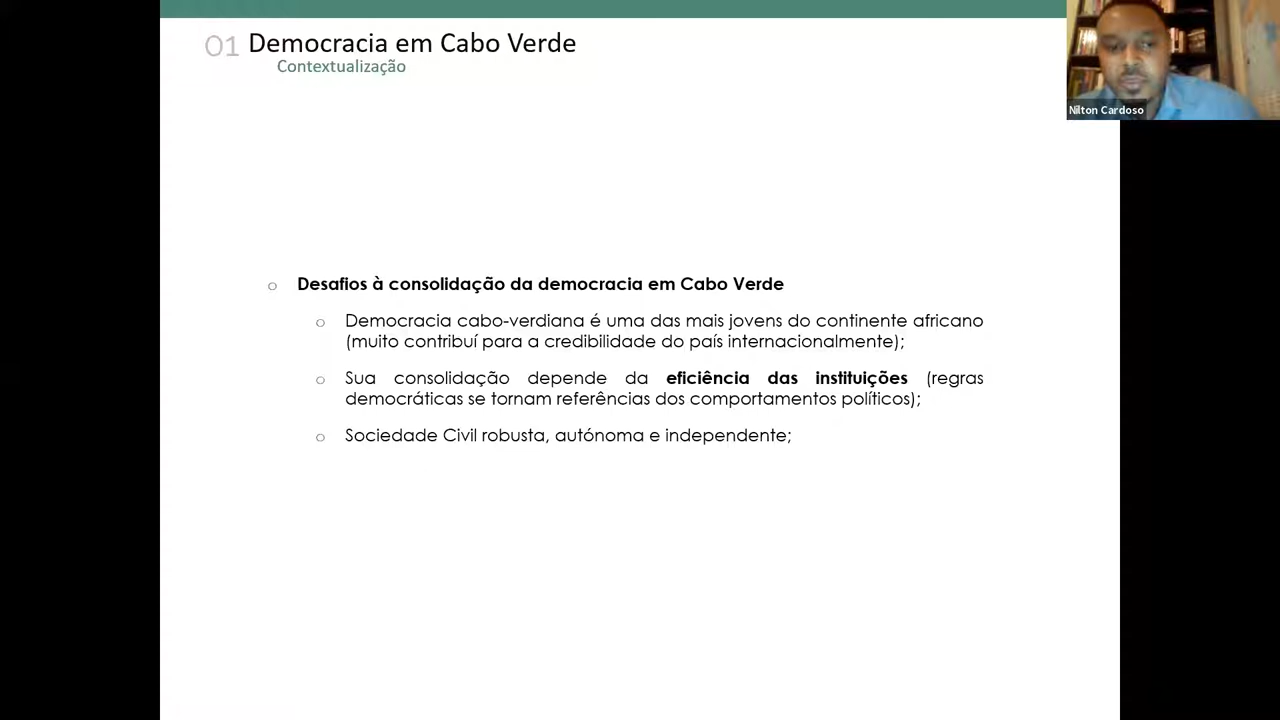 01 Democracia em Cabo Verde
Contextualização
Nilton Cardoso
o Desafios à consolidação da democracia em Cabo Verde
o Democracia cabo-verdiana é uma das mais jovens do continente africano
(muito contribuí para a credibilidade do país internacionalmente);
o Sua consolidação depende da eficiência das instituições (regras
democráticas se tornam referências dos comportamentos políticos);
o Sociedade Civil robusta, autónoma e independente;